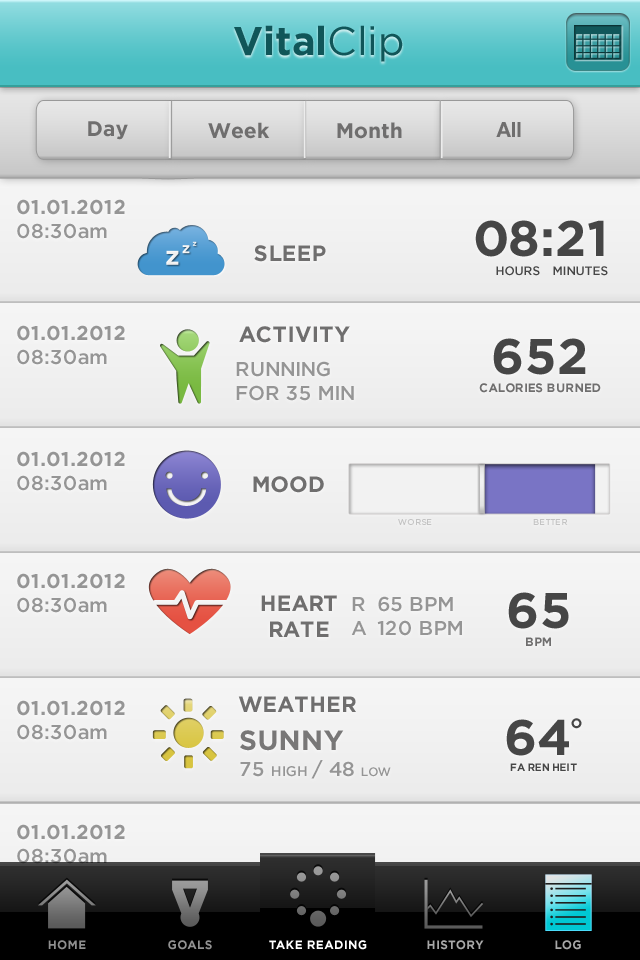 VitalClip
Day Week Month All
01.01.2012
08:30am
zzz
SLEEP
08:21
HOURS MINUTES
01.01.2012
08:30am
ACTIVITY
RUNNING
FOR 35 MIN
652
CALORIES BURNED
01.01.2012
08:30am
MOOD
WORSE BETTER
01.01.2012
08:30am
HEART
RATE
R 65 BPM
A 120 BPM
65
BPM
01.01.2012
08:30am
WEATHER
SUNNY
75 HIGH / 48 LOW
64°
FARENHEIT
01.01.2012
08:30am
HOME GOALS TAKE READING HISTORY LOG